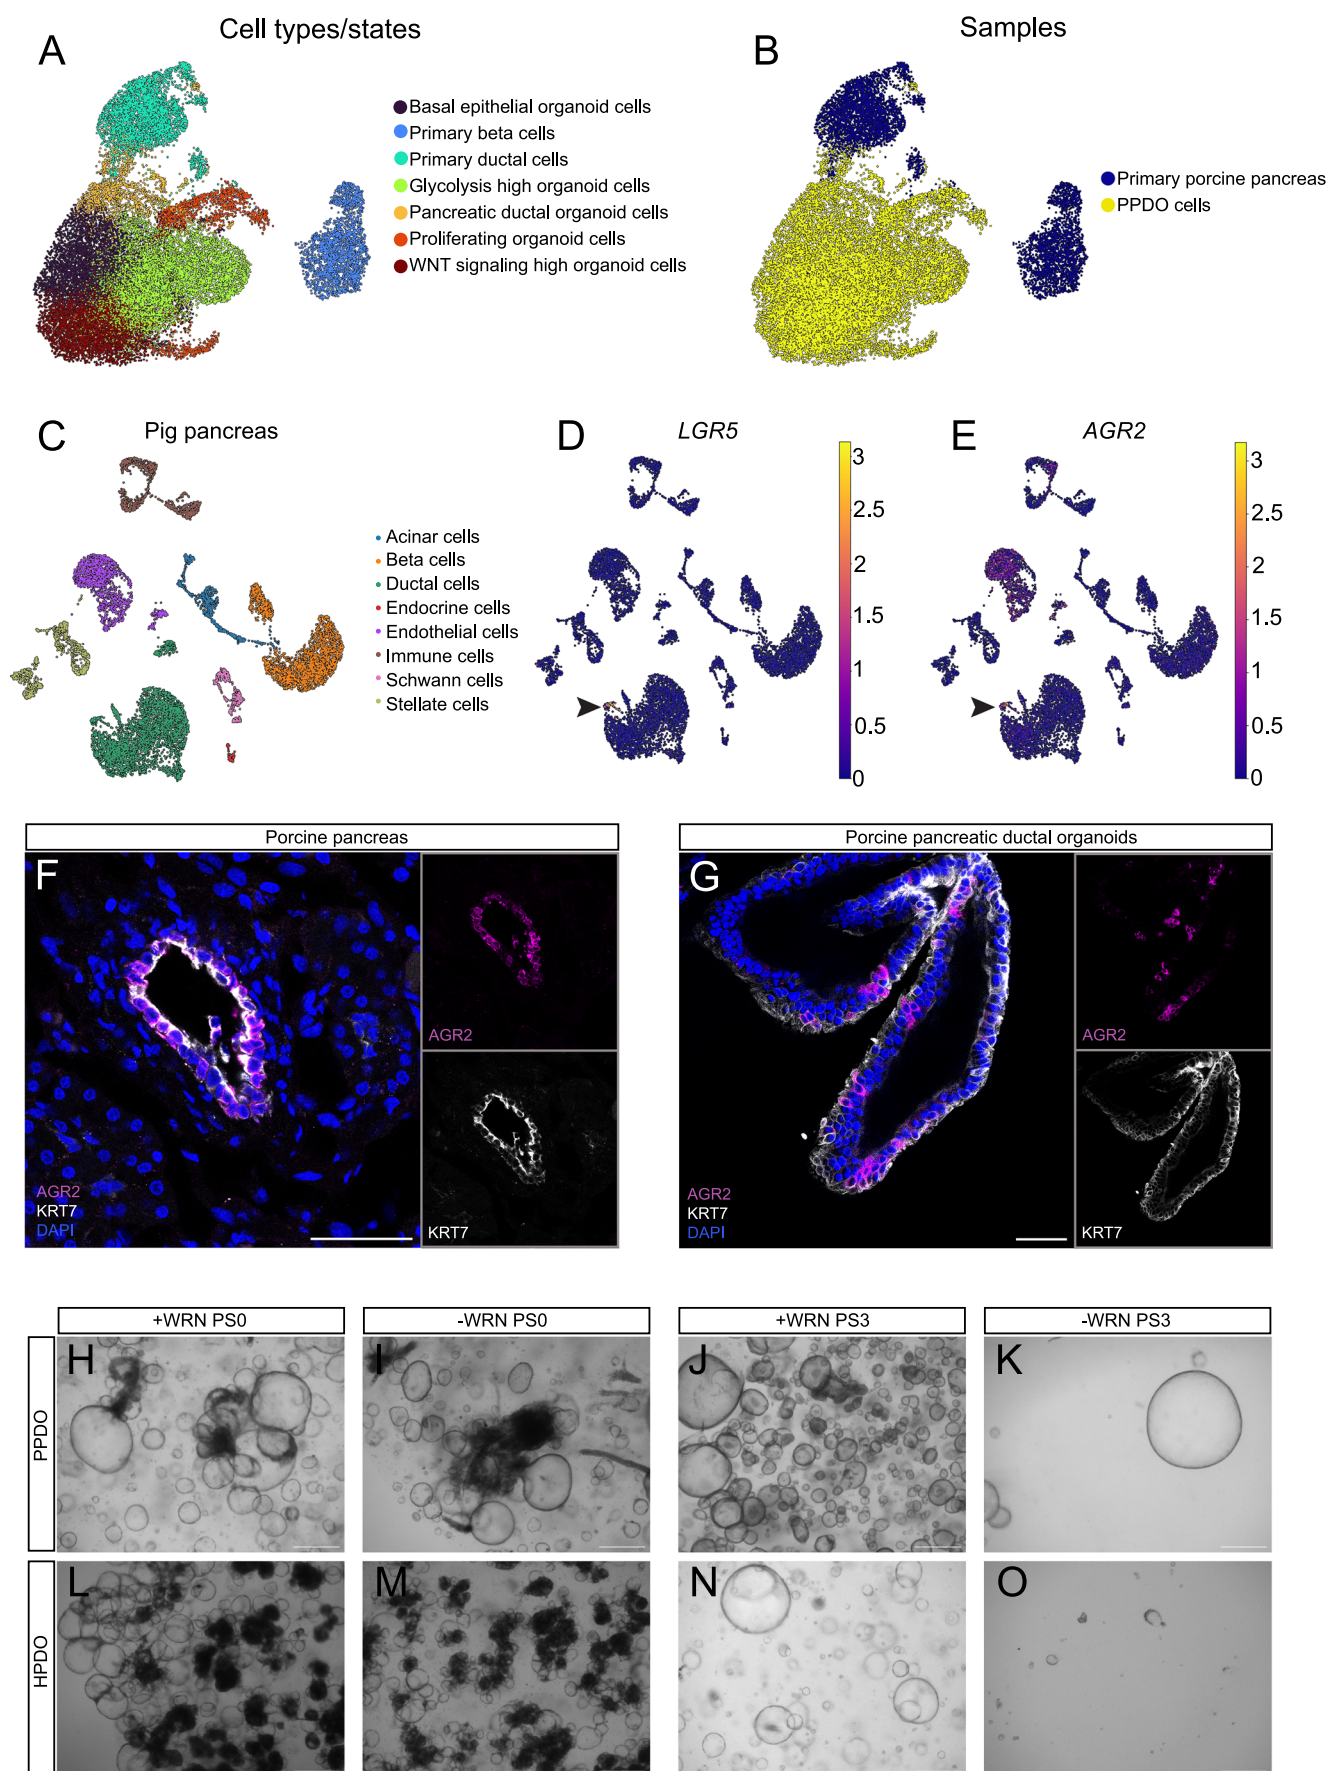 A
Cell types/states
Basal epithelial organoid cells
Primary beta cells
Primary ductal cells
Glycolysis high organoid cells
Pancreatic ductal organoid cells
Proliferating organoid cells
WNT signaling high organoid cells
B
Samples
Primary porcine pancreas
PPDO cells
C
Pig pancreas
Acinar cells
Beta cells
Ductal cells
Endocrine cells
Endothelial cells
Immune cells
Schwann cells
Stellate cells
D
LGR5
3
2.5
2
1.5
1
0.5
0
E
AGR2
3
2.5
2
1.5
1
0.5
0
Porcine pancreas
F
AGR2
KRT7
DAPI
AGR2
KRT7
Porcine pancreatic ductal organoids
G
AGR2
KRT7
DAPI
AGR2
KRT7
+WRN PS0
-WRN PS0
+WRN PS3
-WRN PS3
PPDO
H
I
J
K
HPDO
L
M
N
O